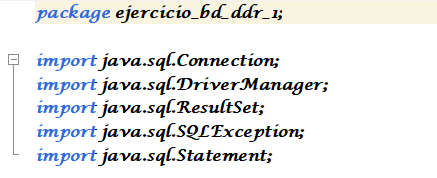 package ejercicio_bd_ddr_1;
import java.sql.Connection;
import java.sql.DriverManager;
import java.sql.ResultSet;
import java.sql.SQLException;
import java.sql.Statement;